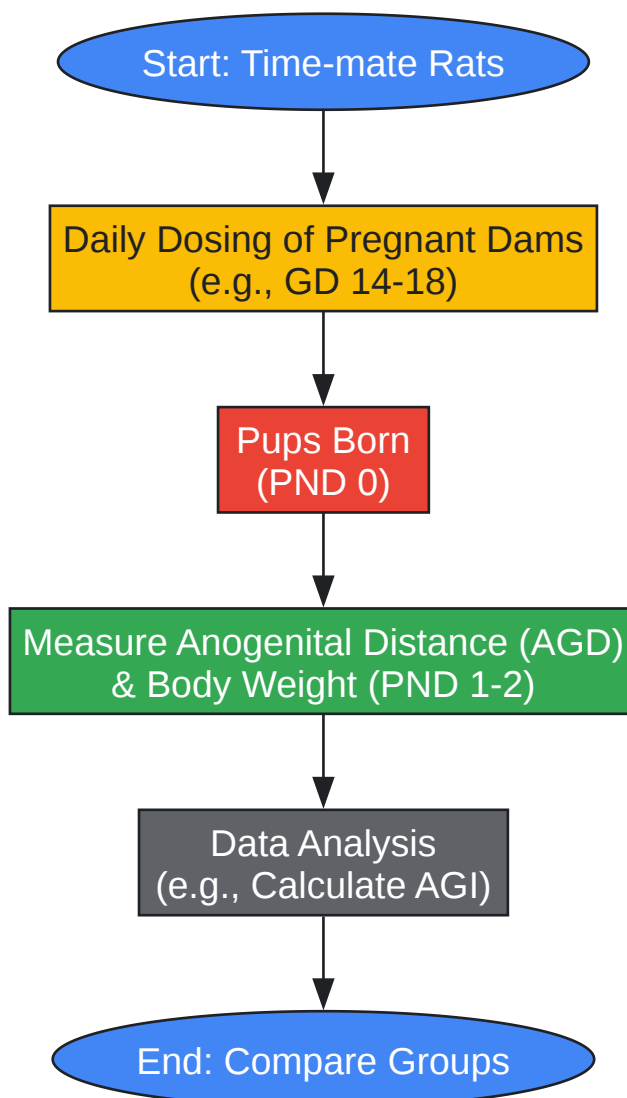 Start: Time-mate Rats
Daily Dosing of Pregnant Dams
(e.g., GD 14-18)
Pups Born
(PND 0)
Measure Anogenital Distance (AGD)
& Body Weight (PND 1-2)
Data Analysis
(e.g., Calculate AGI)
End: Compare Groups